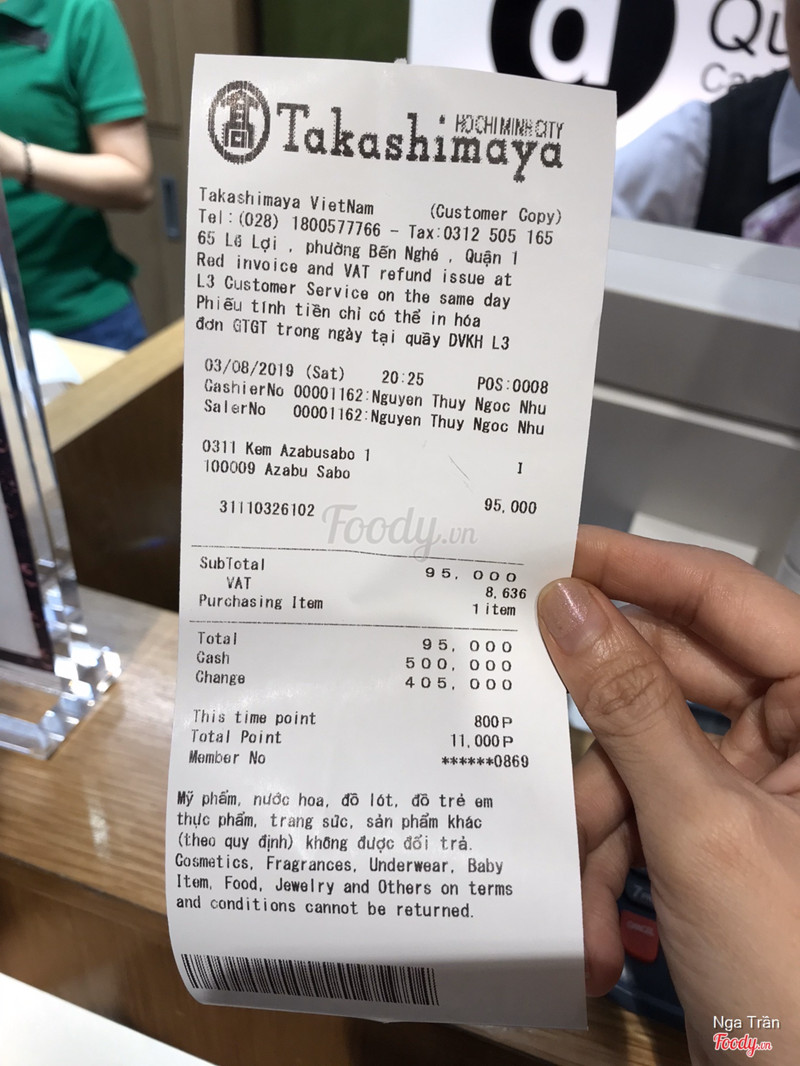 Qu
Ca
HO CHI MINH CITY
Takashimaya
Takashimaya VietNam (Customer Copy)
Tel:(028) 1800577766 - Tax:0312 505 165
65 Lê Lợi , phường Bến Nghé , Quận 1
Red invoice and VAT refund issue at
L3 Customer Service on the same day
Phiếu tính tiền chỉ có thể in hóa
đơn GTGT trong ngày tại quầy DVKH L3
03/08/2019 (Sat) 20:25 POS:0008
CashierNo 00001162:Nguyen Thuy Ngoc Nhu
SalerNo 00001162:Nguyen Thuy Ngoc Nhu
0311 Kem Azabusabo 1 I
100009 Azabu Sabo
31110326102 95,000
Foody.vn
SubTotal 95,000
VAT 8,636
Purchasing Item 1 item
Total 95,000
Cash 500,000
Change 405,000
This time point 800P
Total Point 11,000P
Member No ******0869
Mỹ phẩm, nước hoa, đồ lót, đồ trẻ em
thực phẩm, trang sức, sản phẩm khác
(theo quy định) không được đổi trả.
Cosmetics, Fragrances, Underwear, Baby
Item, Food, Jewelry and Others on terms
and conditions cannot be returned.
CANCEL
Nga Trần
Foody.vn